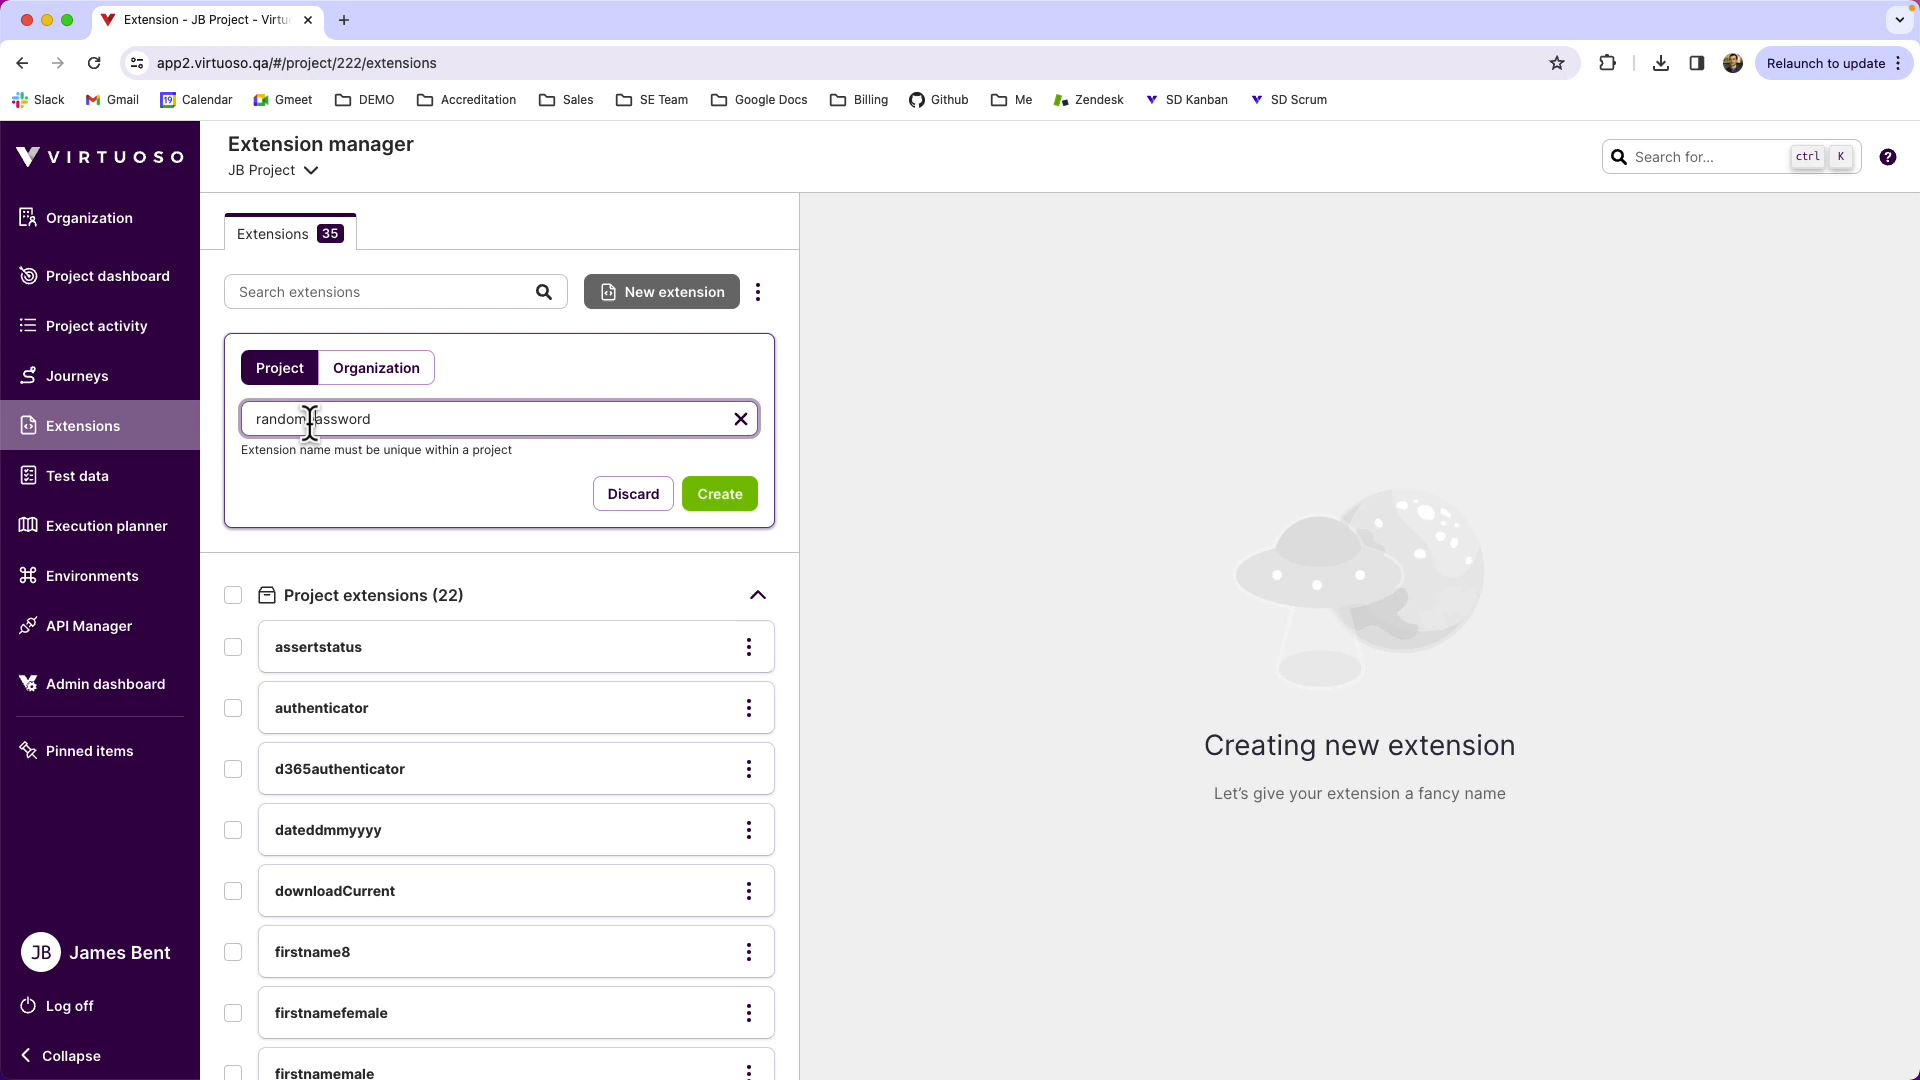 Extension - JB Project - Virtu
app2.virtuoso.qa/#/project/222/extensions
Relaunch to update
Slack
Gmail
Calendar
Gmeet
DEMO
Accreditation
Sales
SE Team
Google Docs
Billing
Github
Me
Zendesk
SD Kanban
SD Scrum
VIRTUOSO
Extension manager
JB Project
Search for...
ctrl
K
Organization
Project dashboard
Project activity
Journeys
Extensions
Test data
Execution planner
Environments
API Manager
Admin dashboard
Pinned items
JB
James Bent
Log off
Collapse
Extensions 35
Search extensions
New extension
Project
Organization
randompassword
Extension name must be unique within a project
Discard
Create
Project extensions (22)
assertstatus
authenticator
d365authenticator
dateddmmyyyy
downloadCurrent
firstname8
firstnamefemale
firstnamemale
Creating new extension
Let's give your extension a fancy name